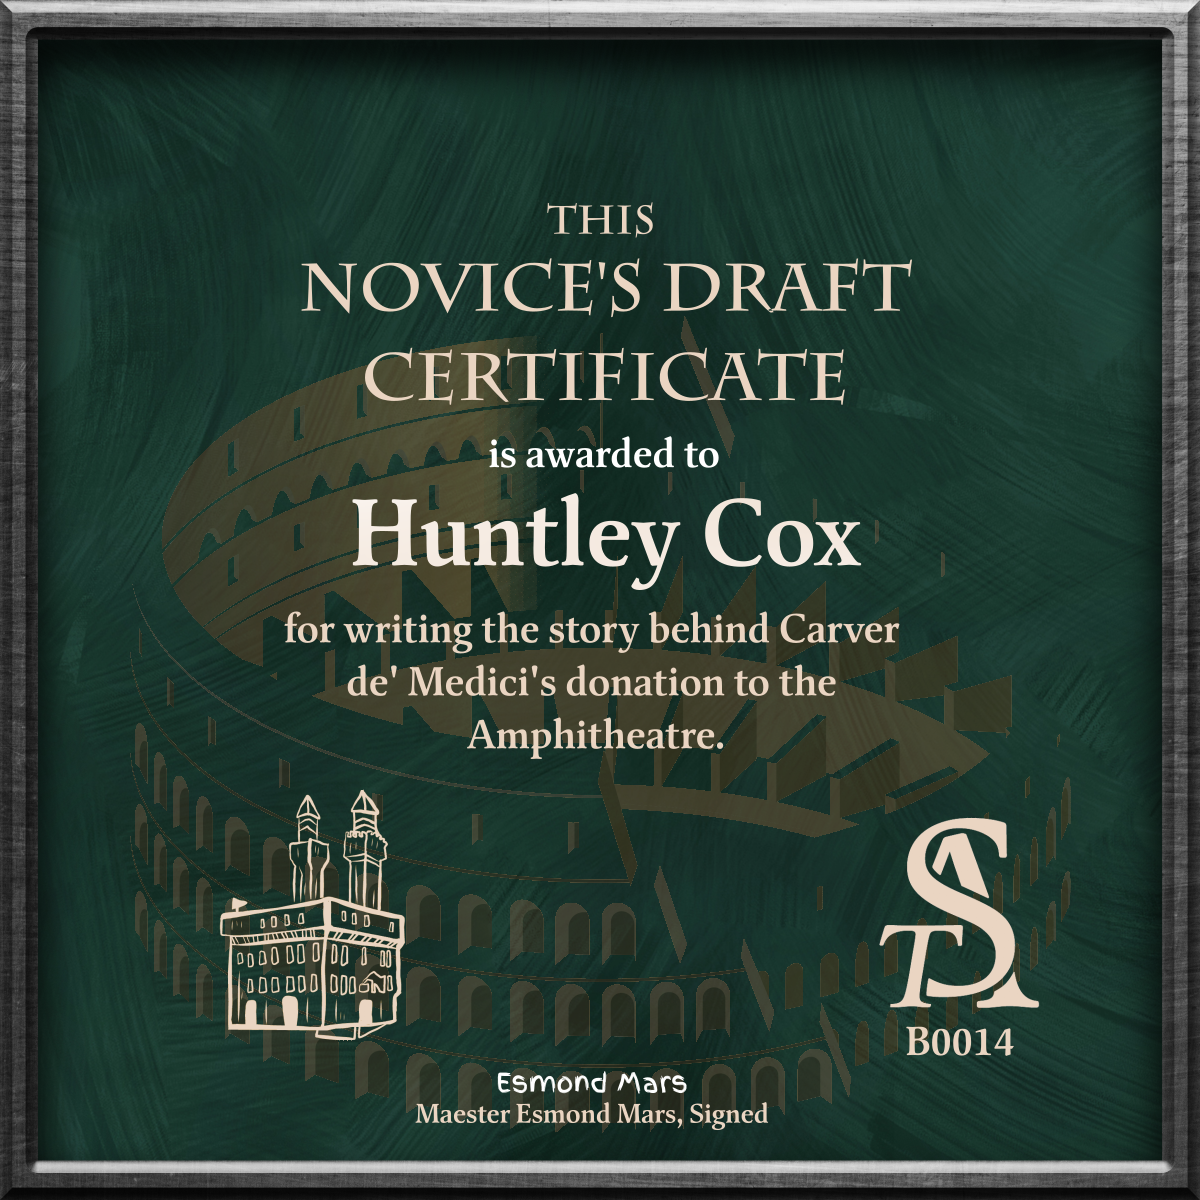 THIS
NOVICE'S DRAFT
CERTIFICATE
is awarded to
Huntley Cox
for writing the story behind Carver
de' Medici's donation to the
Amphitheatre.
TSA
B0014
Esmond Mars
Maester Esmond Mars, Signed